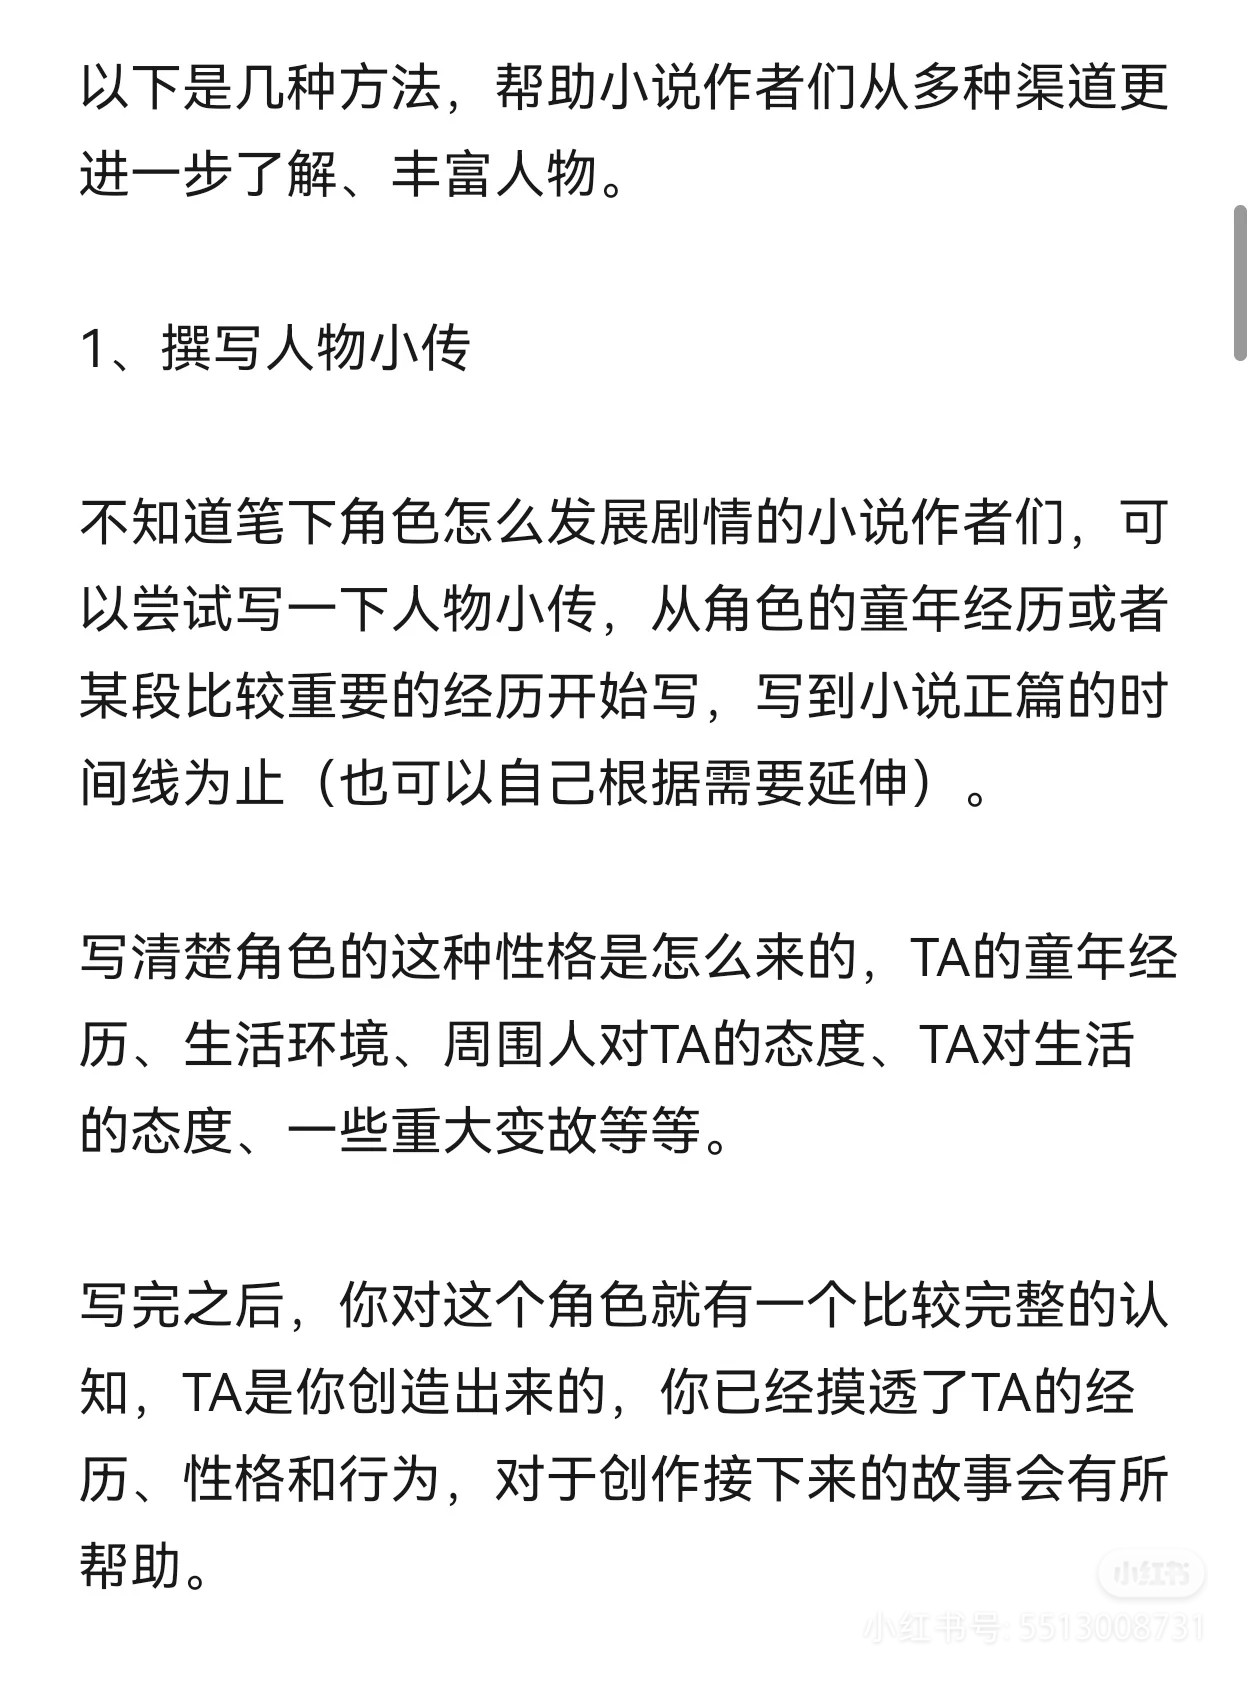 以下是几种方法，帮助小说作者们从多种渠道更
进一步了解、丰富人物。
1、撰写人物小传
不知道笔下角色怎么发展剧情的小说作者们，可
以尝试写一下人物小传，从角色的童年经历或者
某段比较重要的经历开始写，写到小说正篇的时
间线为止（也可以自己根据需要延伸）。
写清楚角色的这种性格是怎么来的，TA的童年经
历、生活环境、周围人对TA的态度、TA对生活
的态度、一些重大变故等等。
写完之后，你对这个角色就有一个比较完整的认
知，TA是你创造出来的，你已经摸透了TA的经
历、性格和行为，对于创作接下来的故事会有所
帮助。
小红书
小红书号: 5513008731